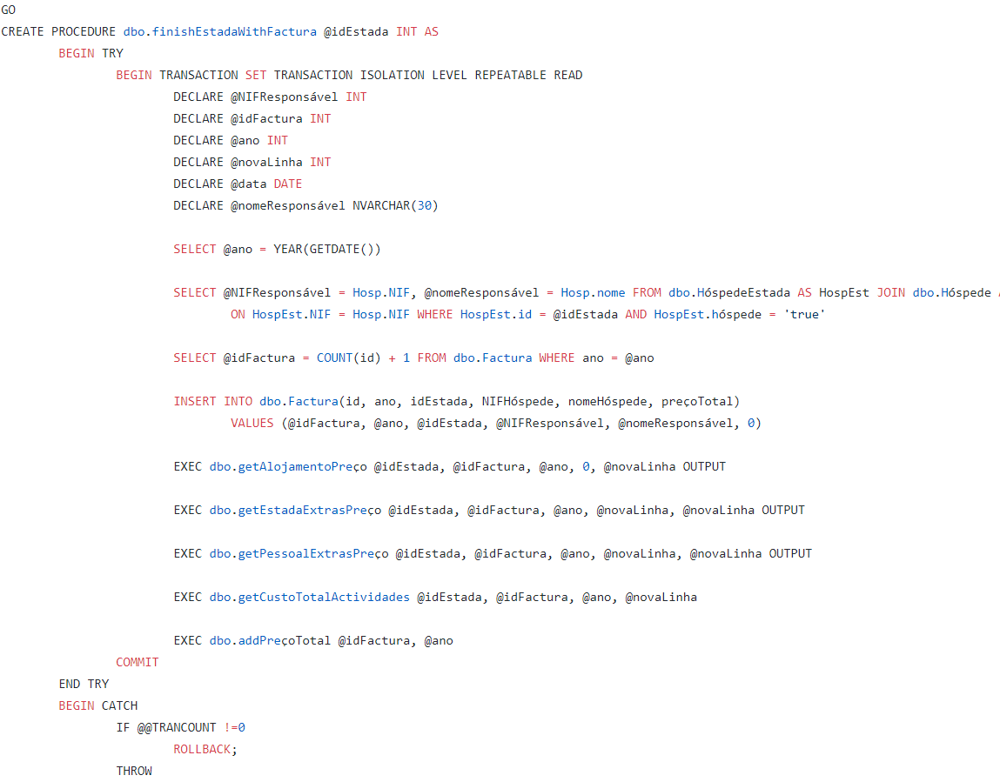 GO
CREATE PROCEDURE dbo.finishEstadaWithFactura @idEstada INT AS
BEGIN TRY
BEGIN TRANSACTION SET TRANSACTION ISOLATION LEVEL REPEATABLE READ
DECLARE @NIFResponsável INT
DECLARE @idFactura INT
DECLARE @ano INT
DECLARE @novaLinha INT
DECLARE @data DATE
DECLARE @nomeResponsável NVARCHAR(30)
SELECT @ano = YEAR(GETDATE())
SELECT @NIFResponsável = Hosp.NIF, @nomeResponsável = Hosp.nome FROM dbo.HóspedeEstada AS HospEst JOIN dbo.Hóspede
ON HospEst.NIF = Hosp.NIF WHERE HospEst.id = @idEstada AND HospEst.hóspede = 'true'
SELECT @idFactura = COUNT(id) + 1 FROM dbo.Factura WHERE ano = @ano
INSERT INTO dbo.Factura(id, ano, idEstada, NIFHóspede, nomeHóspede, preçoTotal)
VALUES (@idFactura, @ano, @idEstada, @NIFResponsável, @nomeResponsável, 0)
EXEC dbo.getAlojamentoPreço @idEstada, @idFactura, @ano, 0, @novaLinha OUTPUT
EXEC dbo.getEstadaExtrasPreço @idEstada, @idFactura, @ano, @novaLinha, @novaLinha OUTPUT
EXEC dbo.getPessoalExtrasPreço @idEstada, @idFactura, @ano, @novaLinha, @novaLinha OUTPUT
EXEC dbo.getCustoTotalActividades @idEstada, @idFactura, @ano, @novaLinha
EXEC dbo.addPreçoTotal @idFactura, @ano
COMMIT
END TRY
BEGIN CATCH
IF @@TRANCOUNT !=0
ROLLBACK;
THROW